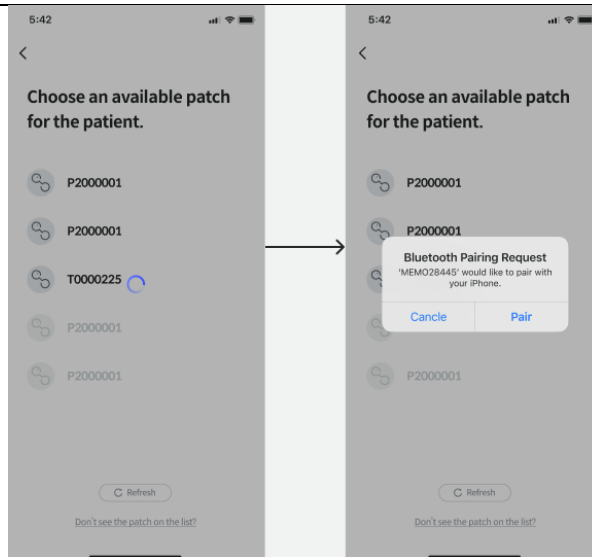 5:42
Choose an available patch
for the patient.
P2000001
P2000001
T0000225
P2000001
P2000001
Refresh
Don't see the patch on the list?
5:42
Choose an available patch
for the patient.
P2000001
P2000001
Bluetooth Pairing Request
'MEMO28445' would like to pair with
your iPhone.
Cancle
Pair
P2000001
Refresh
Don't see the patch on the list?